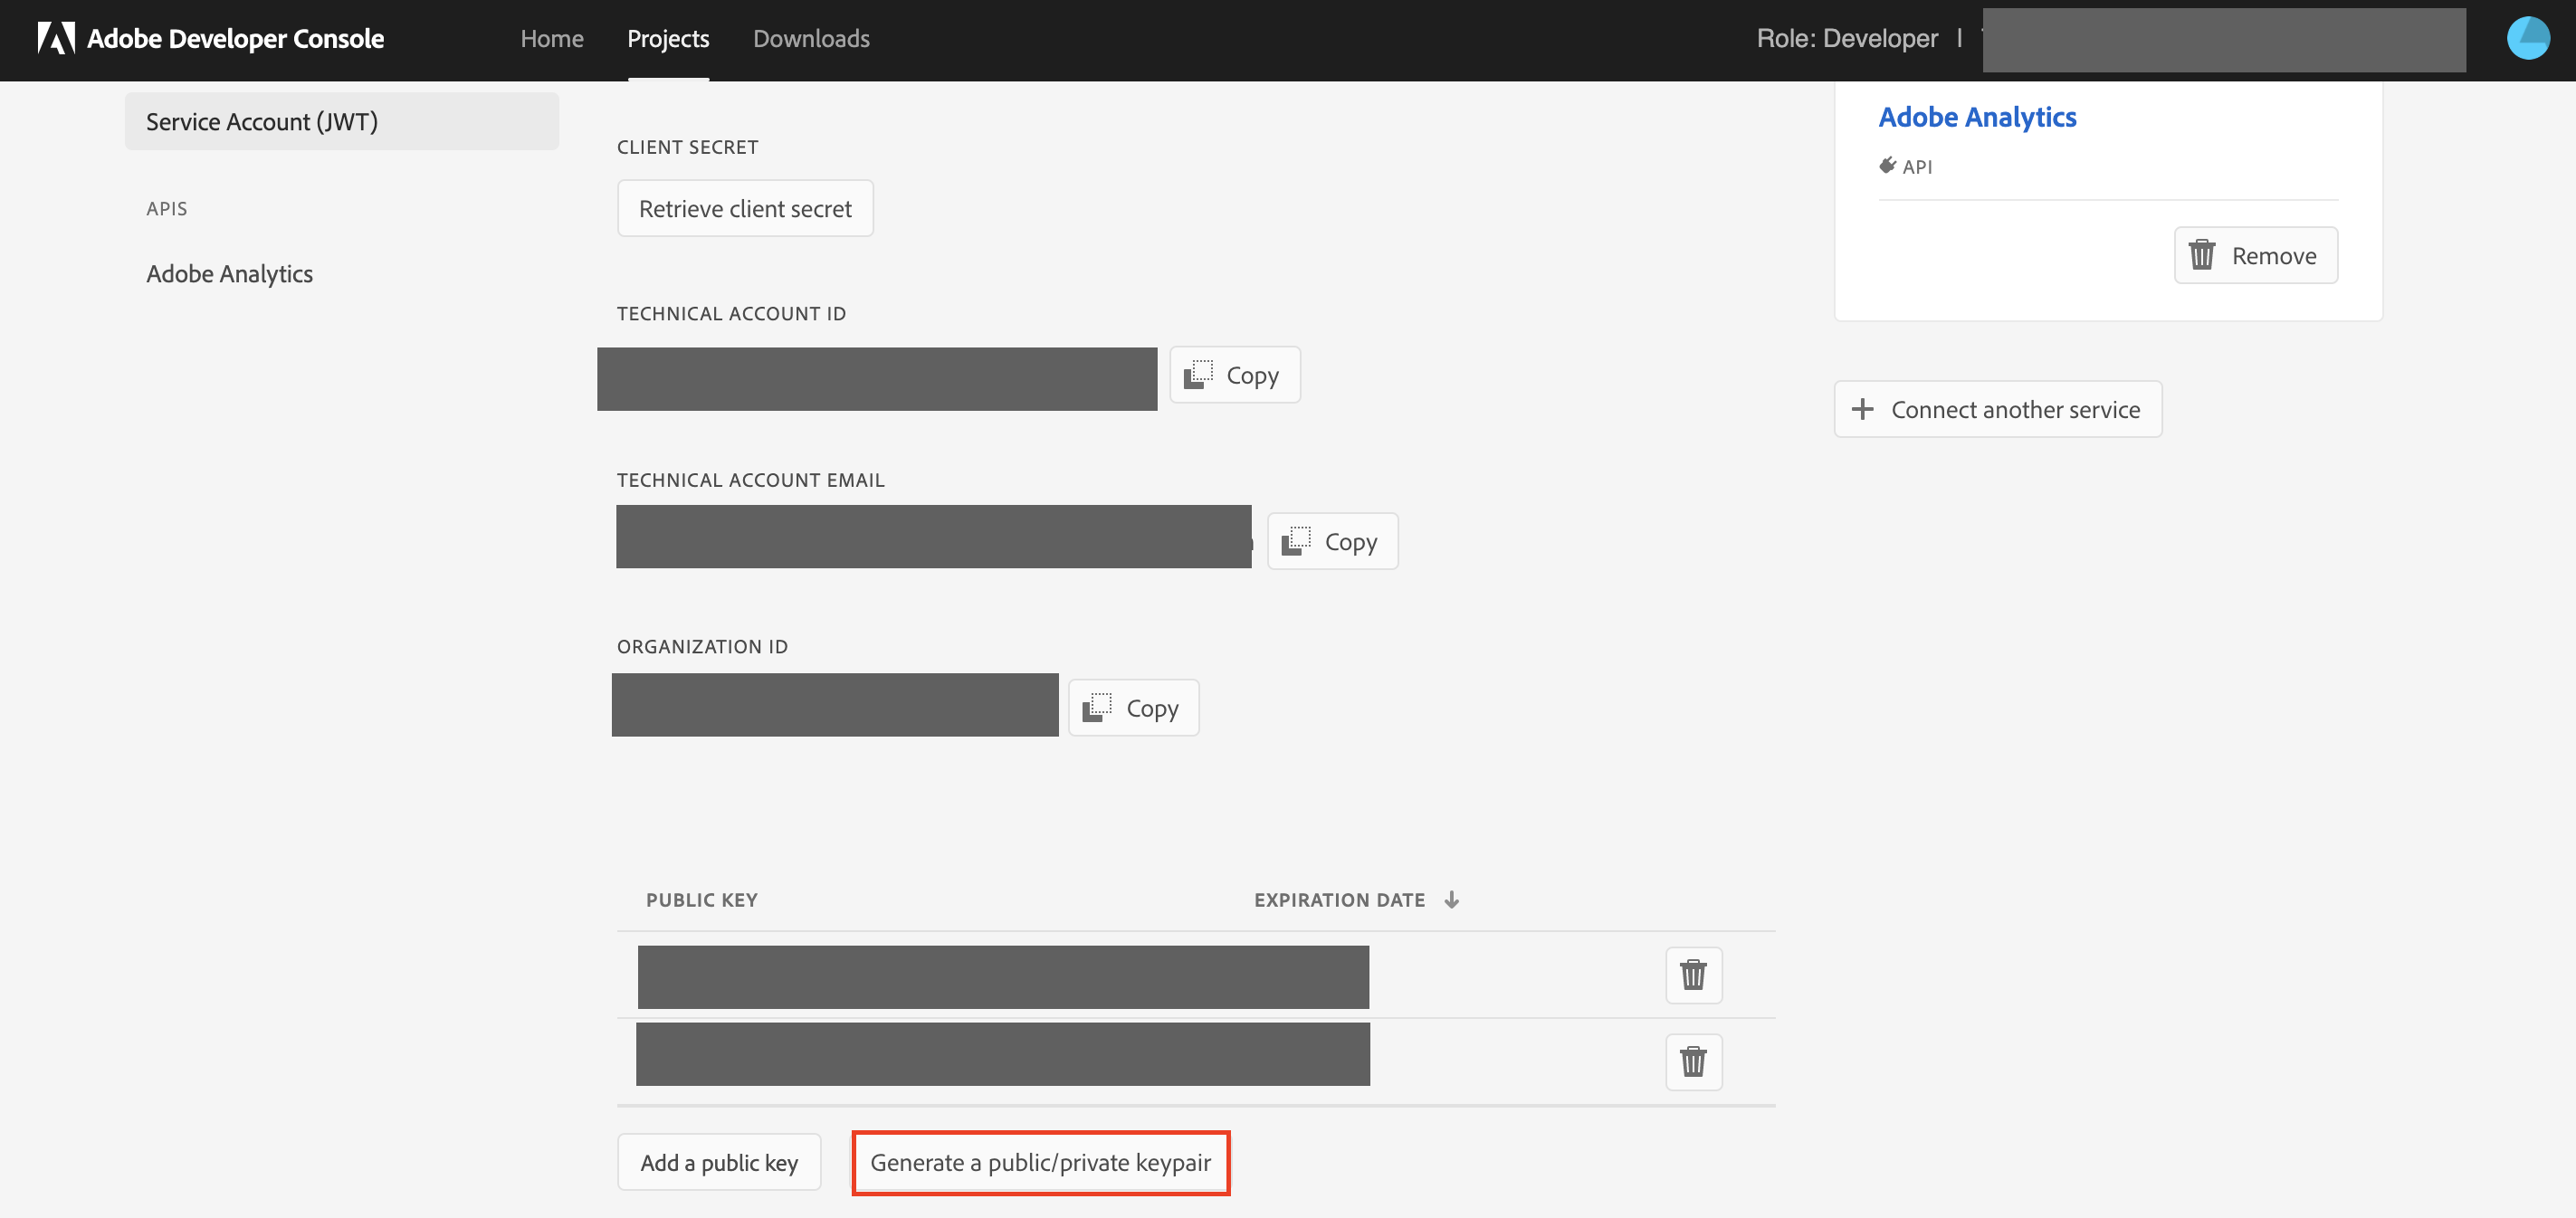 Adobe Developer Console
Home Projects Downloads
Role: Developer |
Service Account (JWT)
APIS
Adobe Analytics
CLIENT SECRET
Retrieve client secret
TECHNICAL ACCOUNT ID
Copy
TECHNICAL ACCOUNT EMAIL
Copy
ORGANIZATION ID
Copy
PUBLIC KEY EXPIRATION DATE
Add a public key Generate a public/private keypair
Adobe Analytics
API
Remove
Connect another service